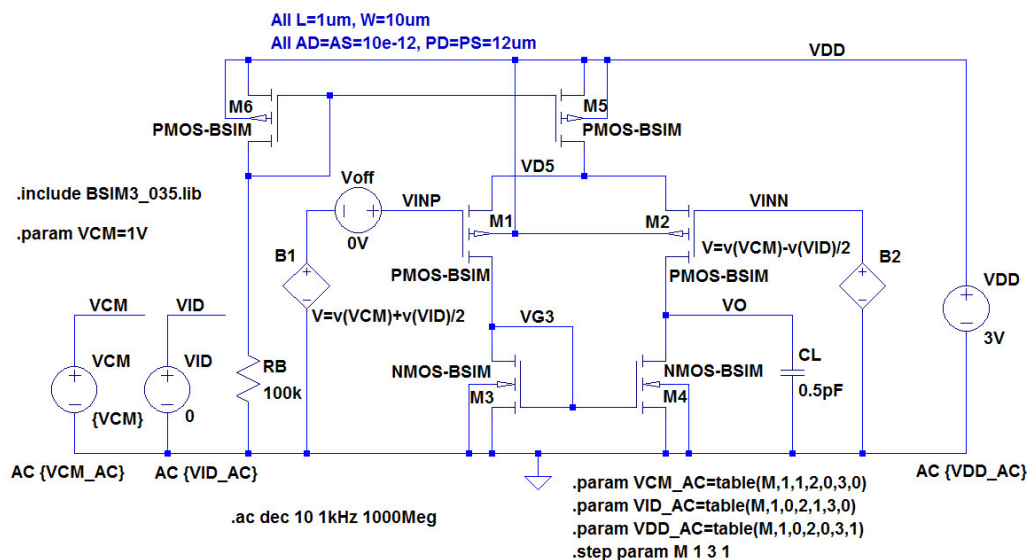 All L=1um, W=10um
All AD=AS=10e-12, PD=PS=12um
VDD
M6
M5
PMOS-BSIM
PMOS-BSIM
VD5
Voff
.include BSIM3_035.lib
VINP
VINN
M1
M2
.param VCM=1V
0V
V=v(VCM)-v(VID)/2
B1
B2
PMOS-BSIM
PMOS-BSIM
VDD
VCM
VID
V=v(VCM)+v(VID)/2
VG3
VO
3V
VCM
VID
RB
NMOS-BSIM
NMOS-BSIM
CL
100k
M3
M4
0.5pF
{VCM}
0
AC {VCM_AC}
AC {VID_AC}
AC {VDD_AC}
.param VCM_AC=table(M,1,1,2,0,3,0)
.param VID_AC=table(M,1,0,2,1,3,0)
.ac dec 10 1kHz 1000Meg
.param VDD_AC=table(M,1,0,2,0,3,1)
.step param M 1 3 1